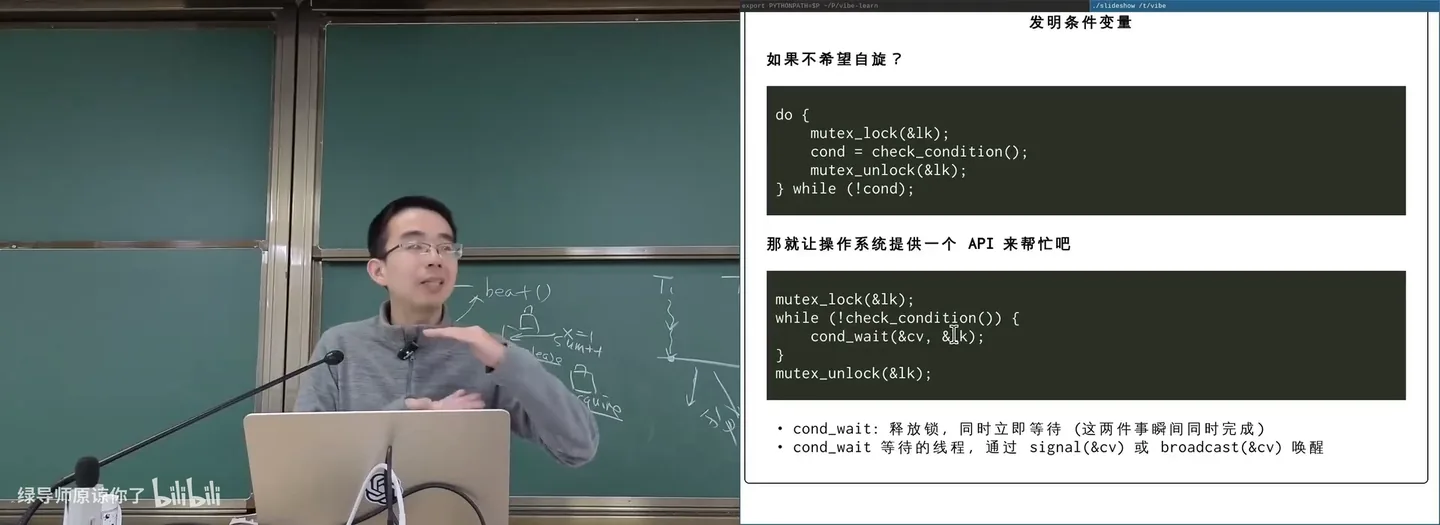 export PYTHONPATH=$P ~/P/vibe-learn
./slideshow /t/vibe
发明条件变量
如果不希望自旋？
do {
mutex_lock(&lk);
cond = check_condition();
mutex_unlock(&lk);
} while (!cond);
那就让操作系统提供一个 API 来帮忙吧
mutex_lock(&lk);
while (!check_condition()) {
cond_wait(&cv, &lk);
}
mutex_unlock(&lk);
• cond_wait: 释放锁, 同时立即等待 (这两件事瞬间同时完成)
• cond_wait 等待的线程, 通过 signal(&cv) 或 broadcast(&cv) 唤醒
beat()
x=1
sum+1
T1
绿导师原谅你了 bilibili